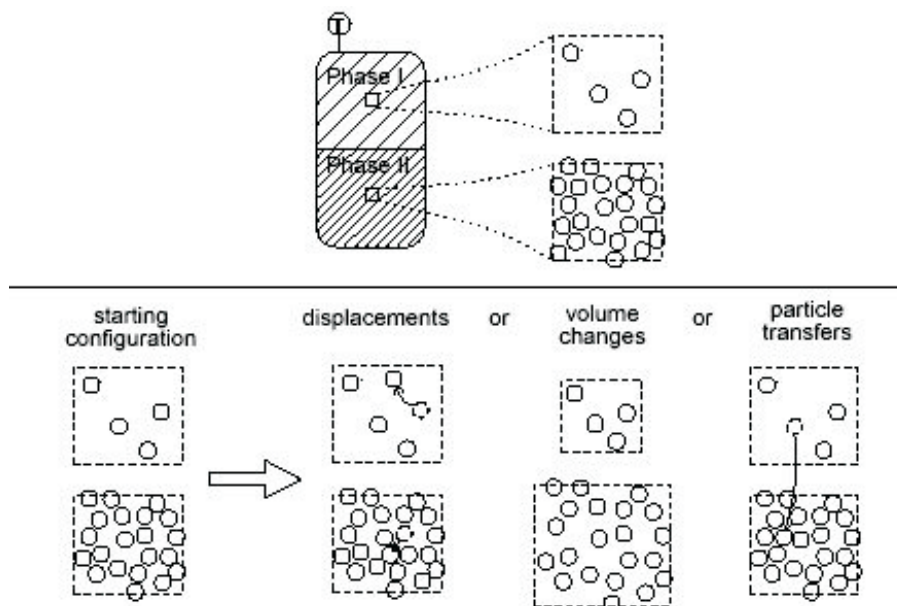 T
Phase I
Phase II
starting
configuration
displacements
or
volume
changes
or
particle
transfers